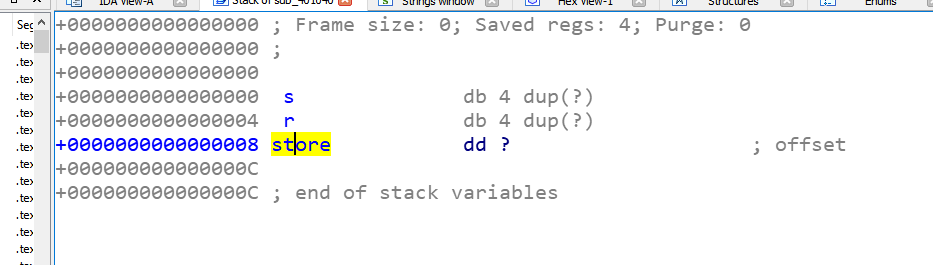 IDA View-A Stack of sub_401040 Strings window Hex View-1 Structures Enums
Seg
+0000000000000000 ; Frame size: 0; Saved regs: 4; Purge: 0
+0000000000000000 ;
+0000000000000000
+0000000000000000 s db 4 dup(?)
+0000000000000004 r db 4 dup(?)
+0000000000000008 store dd ? ; offset
+000000000000000C
+000000000000000C ; end of stack variables